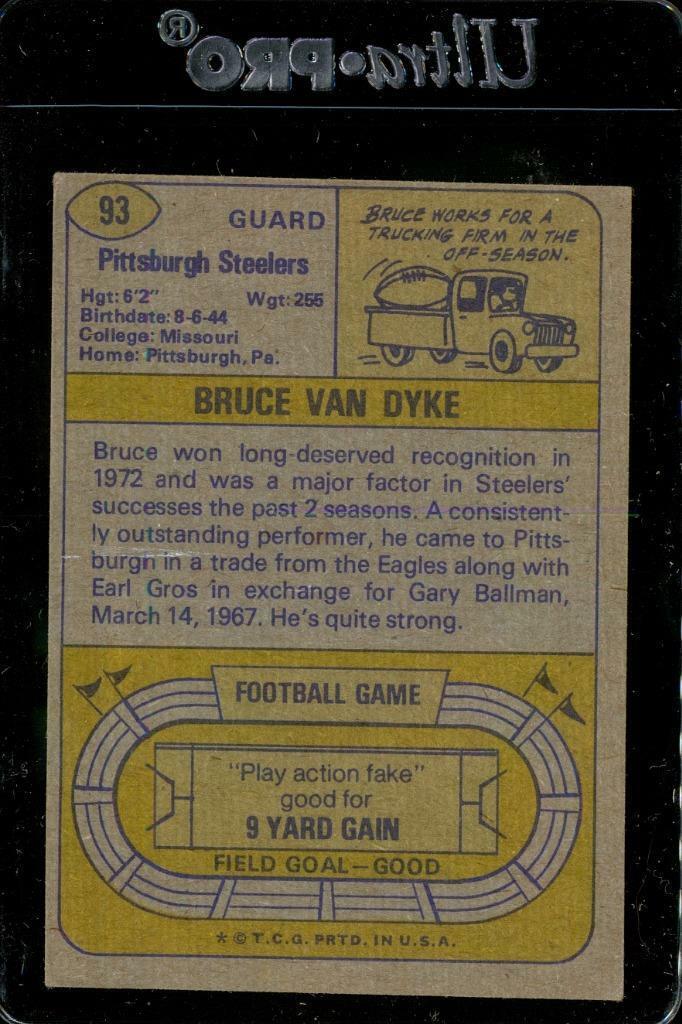 Ultra•PRO®
93
GUARD
Pittsburgh Steelers
Hgt: 6'2" Wgt: 255
Birthdate: 8-6-44
College: Missouri
Home: Pittsburgh, Pa.
BRUCE WORKS FOR A
TRUCKING FIRM IN THE
OFF-SEASON.
BRUCE VAN DYKE
Bruce won long-deserved recognition in
1972 and was a major factor in Steelers'
successes the past 2 seasons. A consistent-
ly outstanding performer, he came to Pitts-
burgh in a trade from the Eagles along with
Earl Gros in exchange for Gary Ballman,
March 14, 1967. He's quite strong.
FOOTBALL GAME
"Play action fake"
good for
9 YARD GAIN
FIELD GOAL—GOOD
* © T.C.G. PRTD. IN U.S.A.